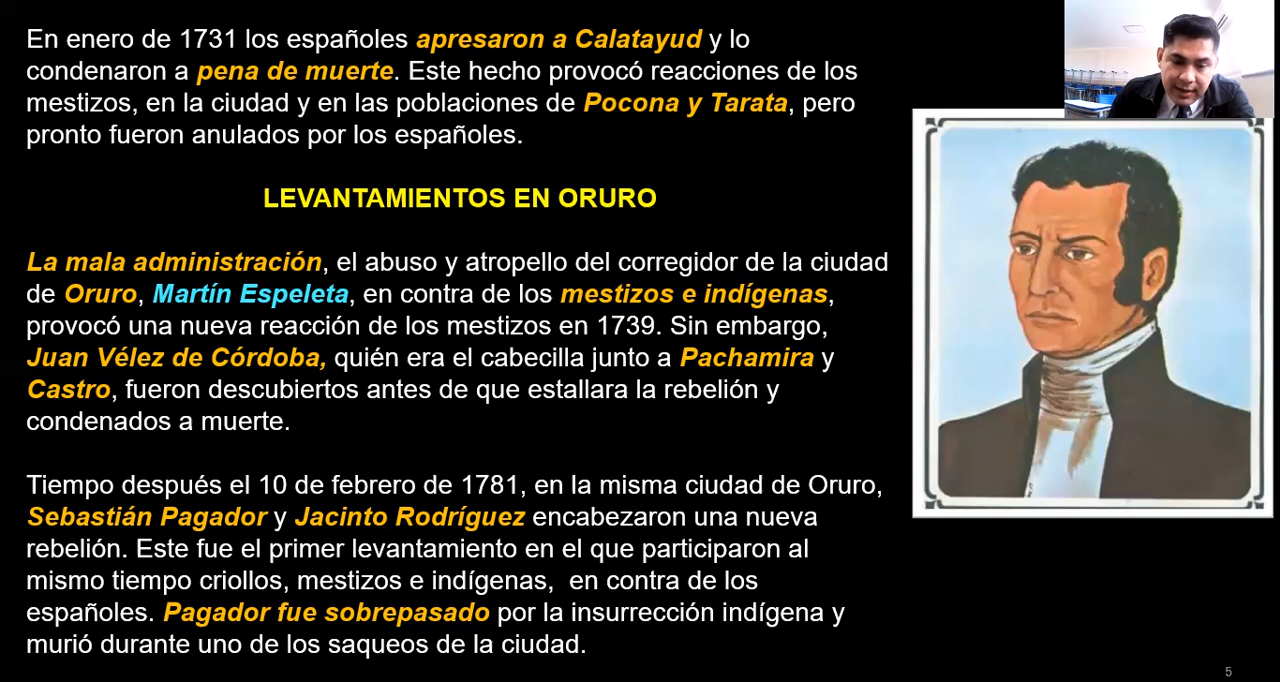 En enero de 1731 los españoles apresaron a Calatayud y lo
condenaron a pena de muerte. Este hecho provocó reacciones de los
mestizos, en la ciudad y en las poblaciones de Pocona y Tarata, pero
pronto fueron anulados por los españoles.
LEVANTAMIENTOS EN ORURO
La mala administración, el abuso y atropello del corregidor de la ciudad
de Oruro, Martín Espeleta, en contra de los mestizos e indígenas,
provocó una nueva reacción de los mestizos en 1739. Sin embargo,
Juan Vélez de Córdoba, quién era el cabecilla junto a Pachamira y
Castro, fueron descubiertos antes de que estallara la rebelión y
condenados a muerte.
Tiempo después el 10 de febrero de 1781, en la misma ciudad de Oruro,
Sebastián Pagador y Jacinto Rodríguez encabezaron una nueva
rebelión. Este fue el primer levantamiento en el que participaron al
mismo tiempo criollos, mestizos e indígenas, en contra de los
españoles. Pagador fue sobrepasado por la insurrección indígena y
murió durante uno de los saqueos de la ciudad.
5